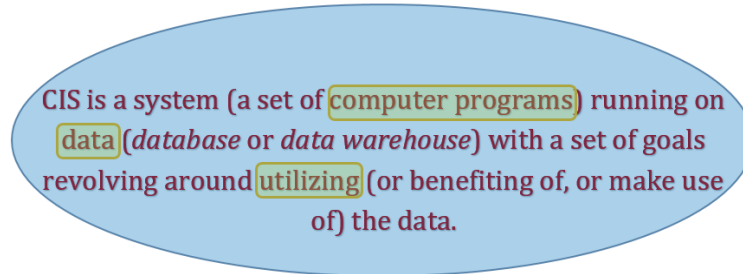 CIS is a system (a set of computer programs) running on
data (database or data warehouse) with a set of goals
revolving around utilizing (or benefiting of, or make use
of) the data.